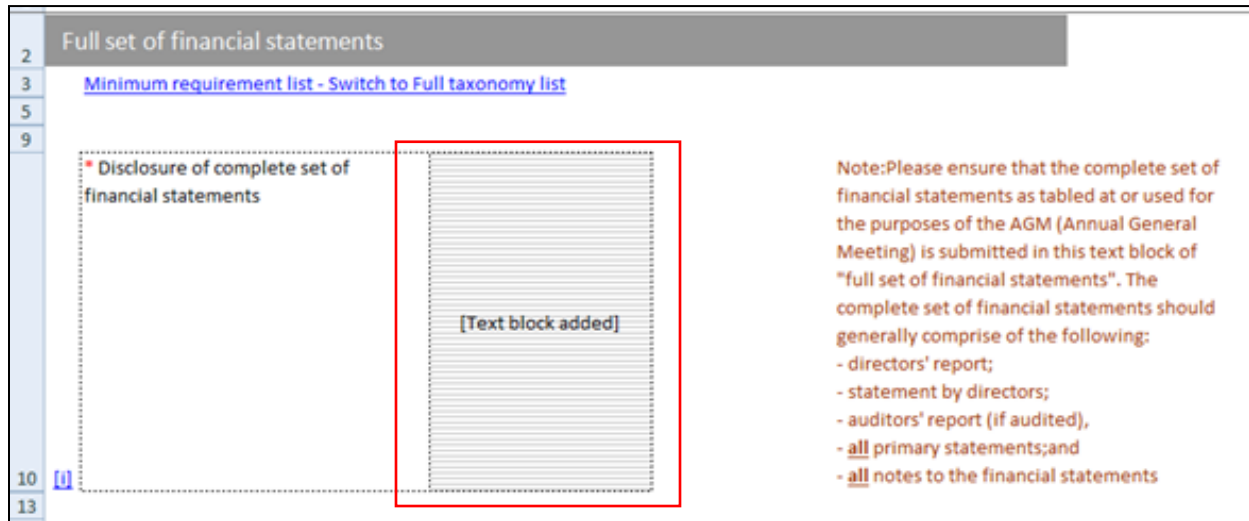 2
Full set of financial statements
3
Minimum requirement list - Switch to Full taxonomy list
5
9
* Disclosure of complete set of
financial statements
[Text block added]
Note:Please ensure that the complete set of
financial statements as tabled at or used for
the purposes of the AGM (Annual General
Meeting) is submitted in this text block of
"full set of financial statements". The
complete set of financial statements should
generally comprise of the following:
- directors' report;
- statement by directors;
- auditors' report (if audited),
- all primary statements;and
- all notes to the financial statements
10
[i]
13